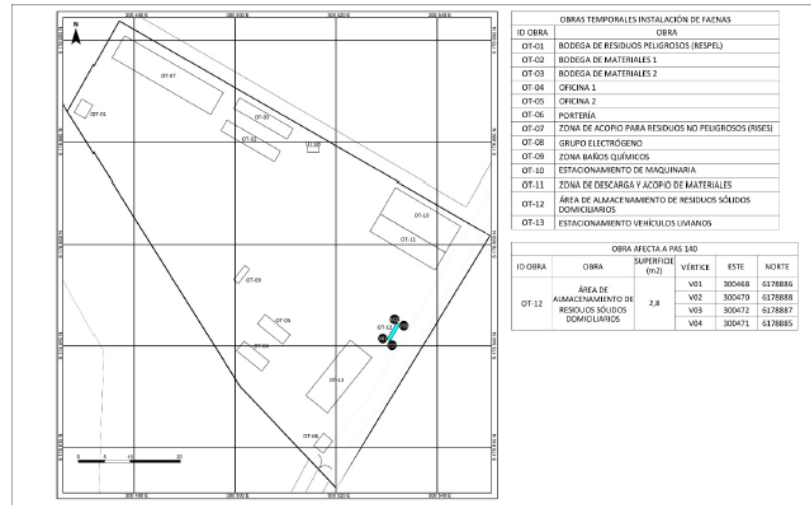 OBRAS TEMPORALES INSTALACIÓN DE FAENAS
ID OBRA OBRA
OT-01 BODEGA DE RESIDUOS PELIGROSOS (RESPEL)
OT-02 BODEGA DE MATERIALES 1
OT-03 BODEGA DE MATERIALES 2
OT-04 OFICINA 1
OT-05 OFICINA 2
OT-06 PORTERÍA
OT-07 ZONA DE ACOPIO PARA RESIDUOS NO PELIGROSOS (RISES)
OT-08 GRUPO ELECTRÓGENO
OT-09 ZONA BAÑOS QUÍMICOS
OT-10 ESTACIONAMIENTO DE MAQUINARIA
OT-11 ZONA DE DESCARGA Y ACOPIO DE MATERIALES
OT-12 ÁREA DE ALMACENAMIENTO DE RESIDUOS SÓLIDOS
DOMICILIARIOS
OT-13 ESTACIONAMIENTO VEHÍCULOS LIVIANOS
OBRA AFECTA A PAS 140
ID OBRA OBRA SUPERFICIE (m2) VÉRTICE ESTE NORTE
OT-12 ÁREA DE ALMACENAMIENTO DE RESIDUOS SÓLIDOS DOMICILIARIOS 2,8
V01 300468 6178886
V02 300470 6178888
V03 300472 6178887
V04 300471 6178885
N
OT-07
OT-01
OT-03
OT-02
OT-10
OT-11
OT-09
OT-05
OT-12
OT-13